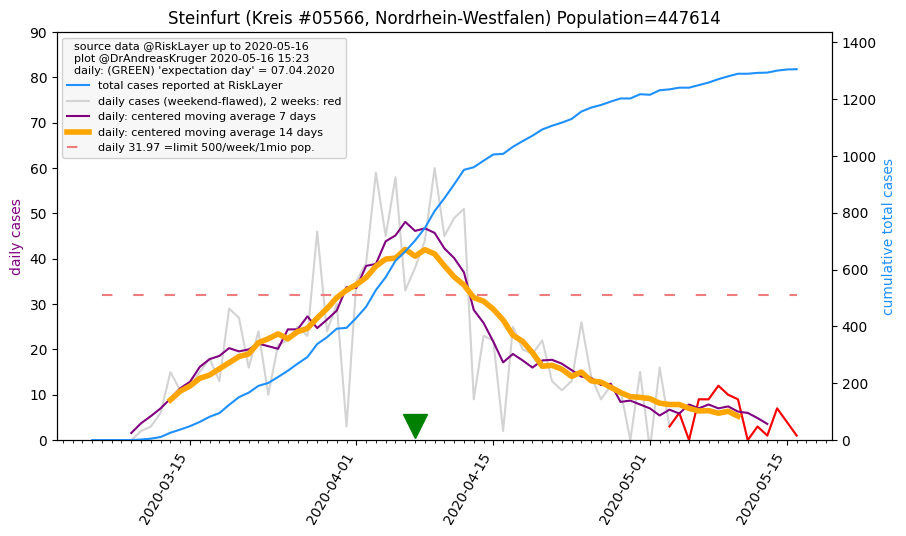 Steinfurt (Kreis #05566, Nordrhein-Westfalen) Population=447614
source data @RiskLayer up to 2020-05-16
plot @DrAndreasKruger 2020-05-16 15:23
daily: (GREEN) 'expectation day' = 07.04.2020
total cases reported at RiskLayer
daily cases (weekend-flawed), 2 weeks: red
daily: centered moving average 7 days
daily: centered moving average 14 days
daily 31.97 =limit 500/week/1mio pop.
daily cases
90
80
70
60
50
40
30
20
10
0
1400
1200
1000
800
600
400
200
0
cumulative total cases
2020-03-15
2020-04-01
2020-04-15
2020-05-01
2020-05-15